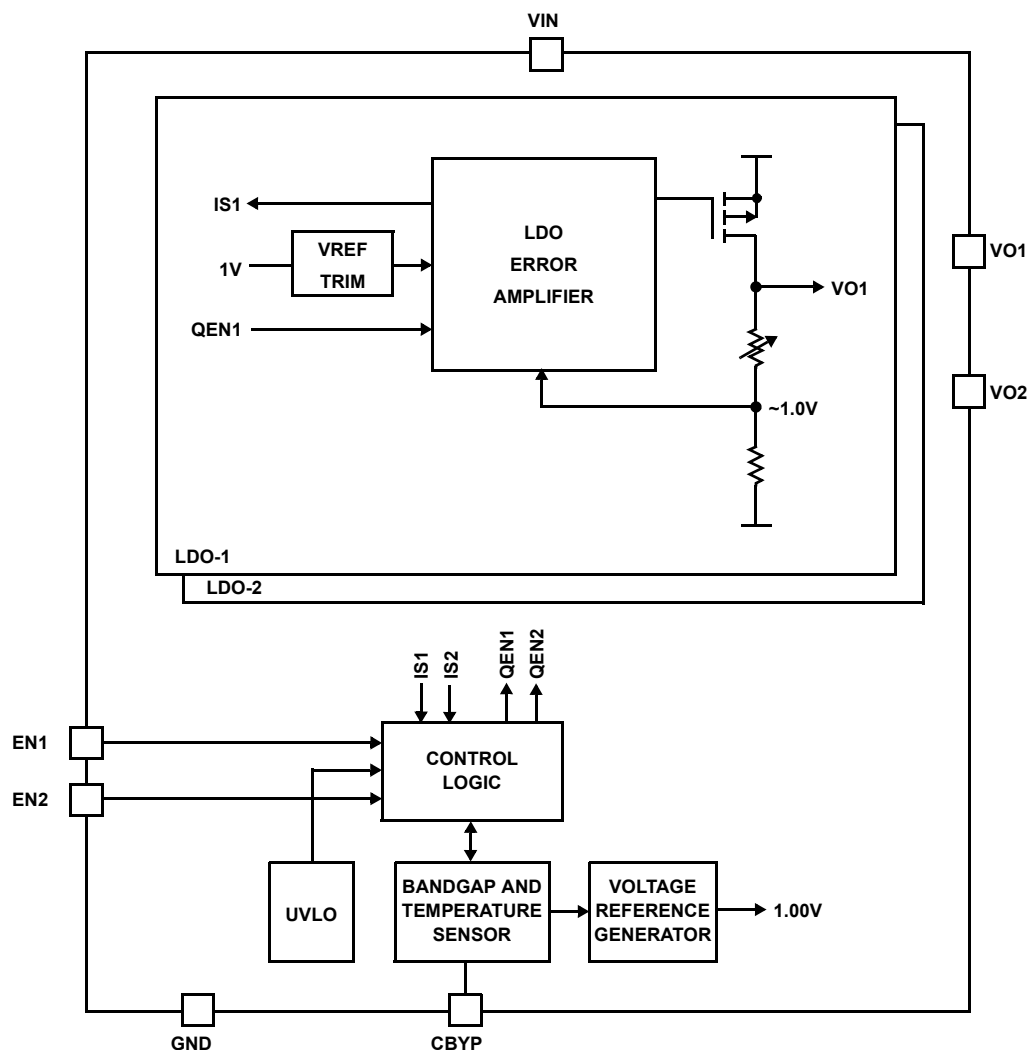 VIN
IS1
1V
VREF
TRIM
QEN1
LDO
ERROR
AMPLIFIER
VO1
~1.0V
LDO-1
LDO-2
VO1
VO2
IS1
IS2
QEN1
QEN2
EN1
EN2
CONTROL
LOGIC
UVLO
BANDGAP AND
TEMPERATURE
SENSOR
VOLTAGE
REFERENCE
GENERATOR
1.00V
GND
CBYP